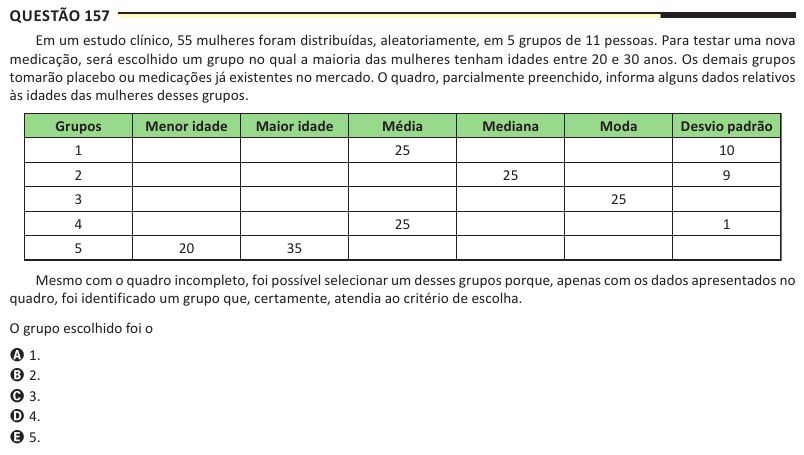 QUESTÃO 157
Em um estudo clínico, 55 mulheres foram distribuídas, aleatoriamente, em 5 grupos de 11 pessoas. Para testar uma nova
medicação, será escolhido um grupo no qual a maioria das mulheres tenham idades entre 20 e 30 anos. Os demais grupos
tomarão placebo ou medicações já existentes no mercado. O quadro, parcialmente preenchido, informa alguns dados relativos
às idades das mulheres desses grupos.
Grupos Menor idade Maior idade Média Mediana Moda Desvio padrão
1 25 10
2 25 9
3 25
4 25 1
5 20 35
Mesmo com o quadro incompleto, foi possível selecionar um desses grupos porque, apenas com os dados apresentados no
quadro, foi identificado um grupo que, certamente, atendia ao critério de escolha.
O grupo escolhido foi o
A 1.
B 2.
C 3.
D 4.
E 5.